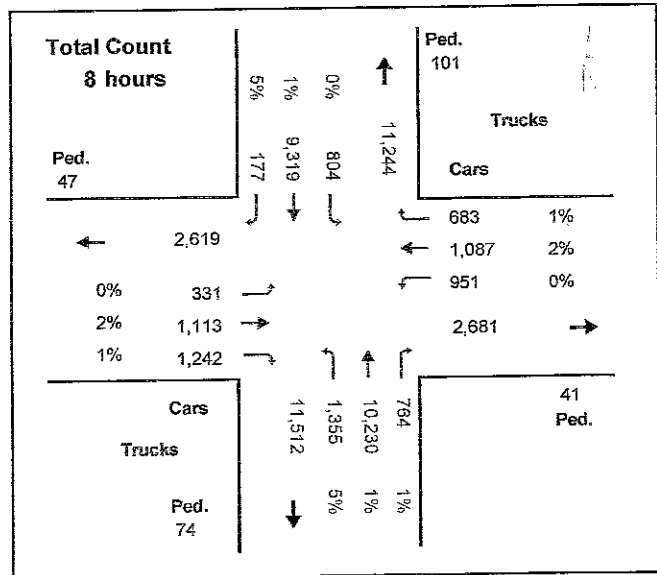 Total Count
8 hours
Ped.
47
5%
1%
0%
177
9,319
804
11,244
Ped.
101
Trucks
Cars
2,619
0% 331
2% 1,113
1% 1,242
683 1%
1,087 2%
951 0%
2,681
Cars
Trucks
Ped.
74
11,512
1,355
10,230
764
5%
1%
1%
41
Ped.